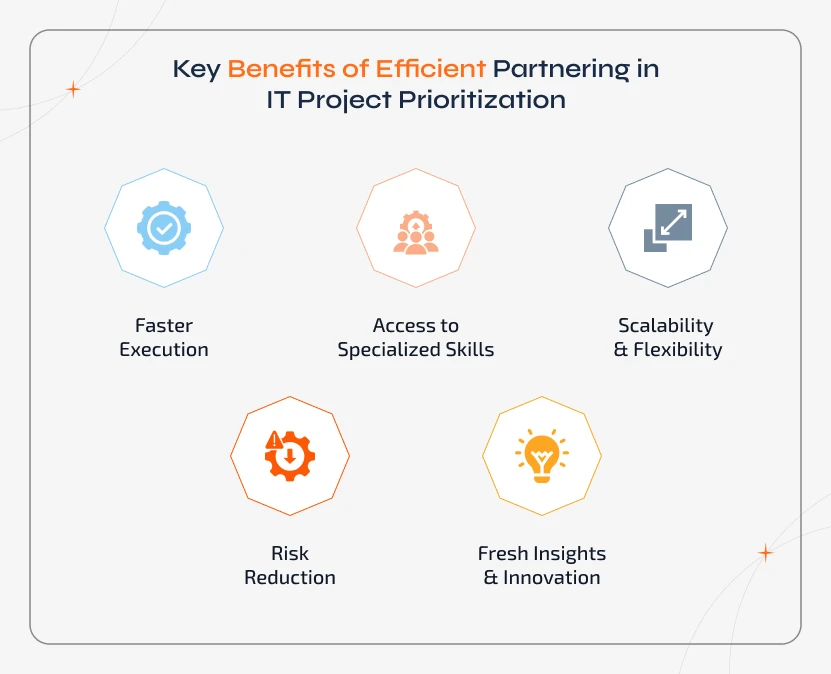 Key Benefits of Efficient Partnering in
IT Project Prioritization
Faster
Execution
Access to
Specialized Skills
Scalability
& Flexibility
Risk
Reduction
Fresh Insights
& Innovation